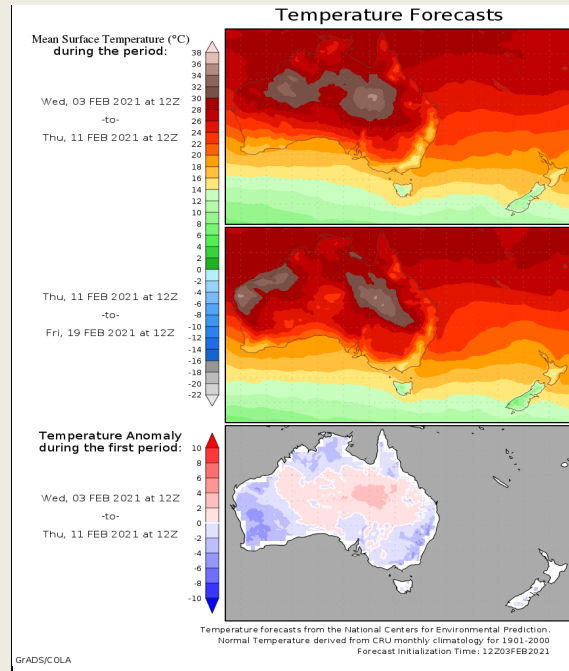 Temperature Forecasts
Mean Surface Temperature (°C)
during the period:
Wed, 03 FEB 2021 at 12Z
-to-
Thu, 11 FEB 2021 at 12Z
38
36
34
32
30
28
26
24
22
20
18
16
14
12
10
8
6
4
2
0
-2
-4
-6
-8
-10
-12
-14
-16
-18
-20
-22
Thu, 11 FEB 2021 at 12Z
-to-
Fri, 19 FEB 2021 at 12Z
Temperature Anomaly
during the first period:
Wed, 03 FEB 2021 at 12Z
-to-
Thu, 11 FEB 2021 at 12Z
10
8
6
4
2
0
-2
-4
-6
-8
-10
Temperature forecasts from the National Centers for Environmental Prediction.
Normal Temperature derived from CRU monthly climatology for 1901-2000
Forecast Initialization Time: 12Z03FEB2021
GrADS/COLA